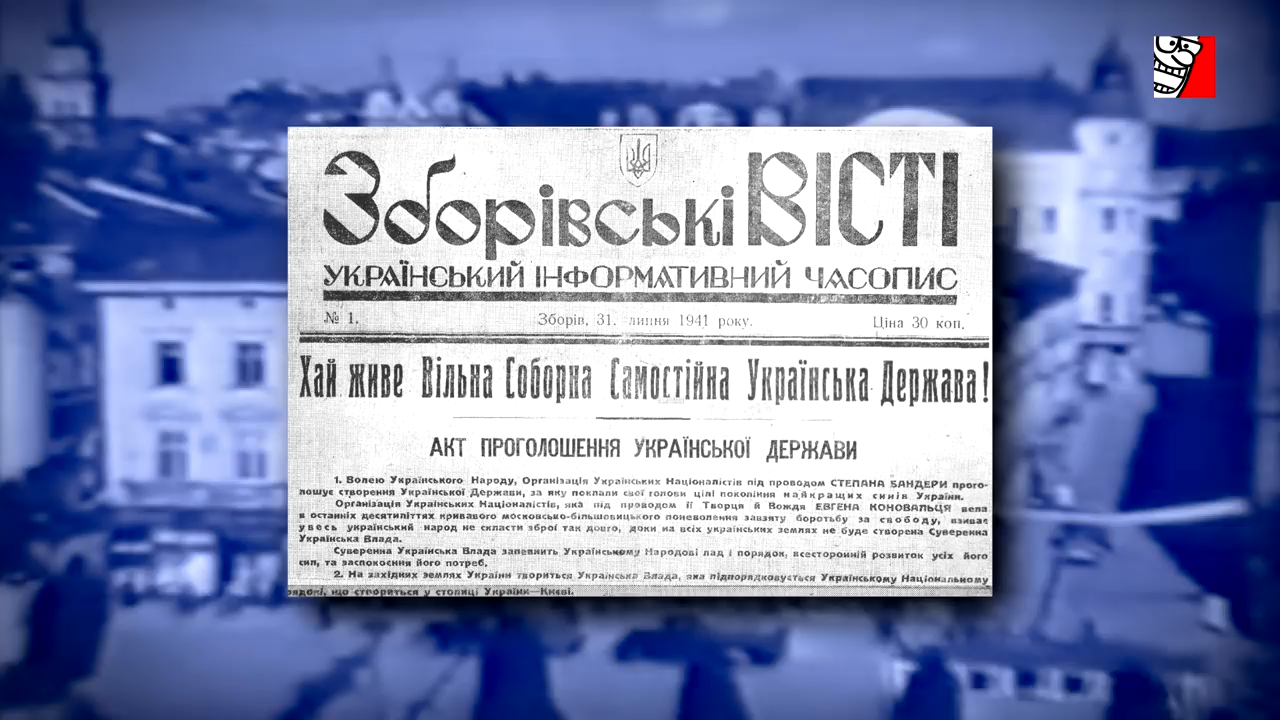 Зборівські ВІСТІ
УКРАЇНСЬКИЙ ІНФОРМАТИВНИЙ ЧАСОПИС
№ 1. Зборів, 31. липня 1941 року. Ціна 30 коп.
Хай живе Вільна Соборна Самостійна Українська Держава!
АКТ ПРОГОЛОШЕННЯ УКРАЇНСЬКОЇ ДЕРЖАВИ
1. Волею Українського Народу, Організація Українських Націоналістів під проводом СТЕПАНА БАНДЕРИ прого-
лошує створення Української Держави, за яку поклали свої голови цілі покоління найкращих синів України.
Організація Українських Націоналістів, яка під проводом її Творця й Вождя ЕВГЕНА КОНОВАЛЬЦЯ вела
в останніх десятиліттях кривавого московсько-більшовицького поневолення завзяту боротьбу за свободу, взиває
увесь український народ не скласти зброї так довго, доки на всіх українських землях не буде створена Суверенна
Українська Влада.
Суверенна Українська Влада запевнить Українському Народові лад і порядок, всесторонній розвиток усіх його
сил, та заспокоєння його потреб.
2. На західніх землях України твориться Українська Влада, яка підпорядковується Українському Національному
рядові, що створиться у столиці України—Києві.